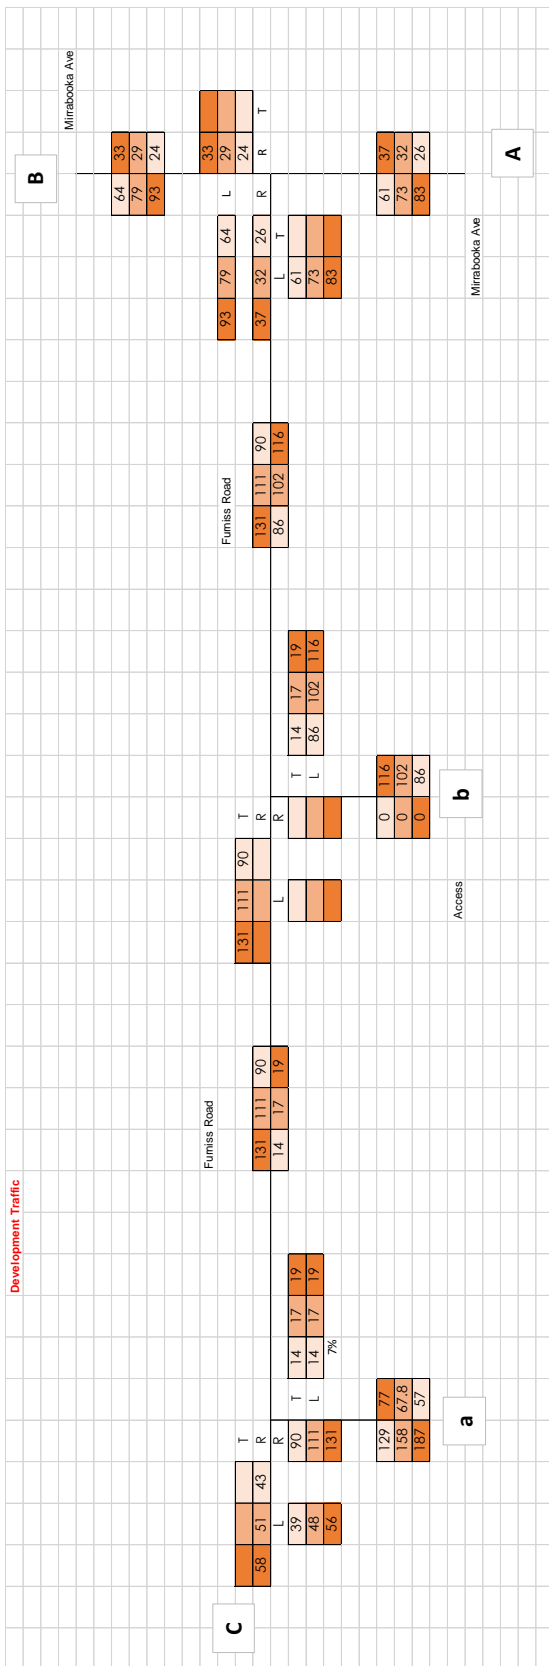 Development Traffic
B
Mirrabooka Ave
64 33
79 29
93 24
Furniss Road 33
Furniss Road 93 79 64 L 29
C
T 131 111 90 T 24
58 51 43 R 131 111 90 R 131 111 90 37 32 26 R R T
L R 14 17 19 L R 86 102 116 L T
39 90 T 14 17 19 T 14 17 19 61
48 111 L 14 17 19 L 86 102 116 73
56 131 7% 83
129 77 0 116 61 37
158 67.8 0 102 73 32
187 57 0 86 83 26
a Access b
Mirrabooka Ave
A